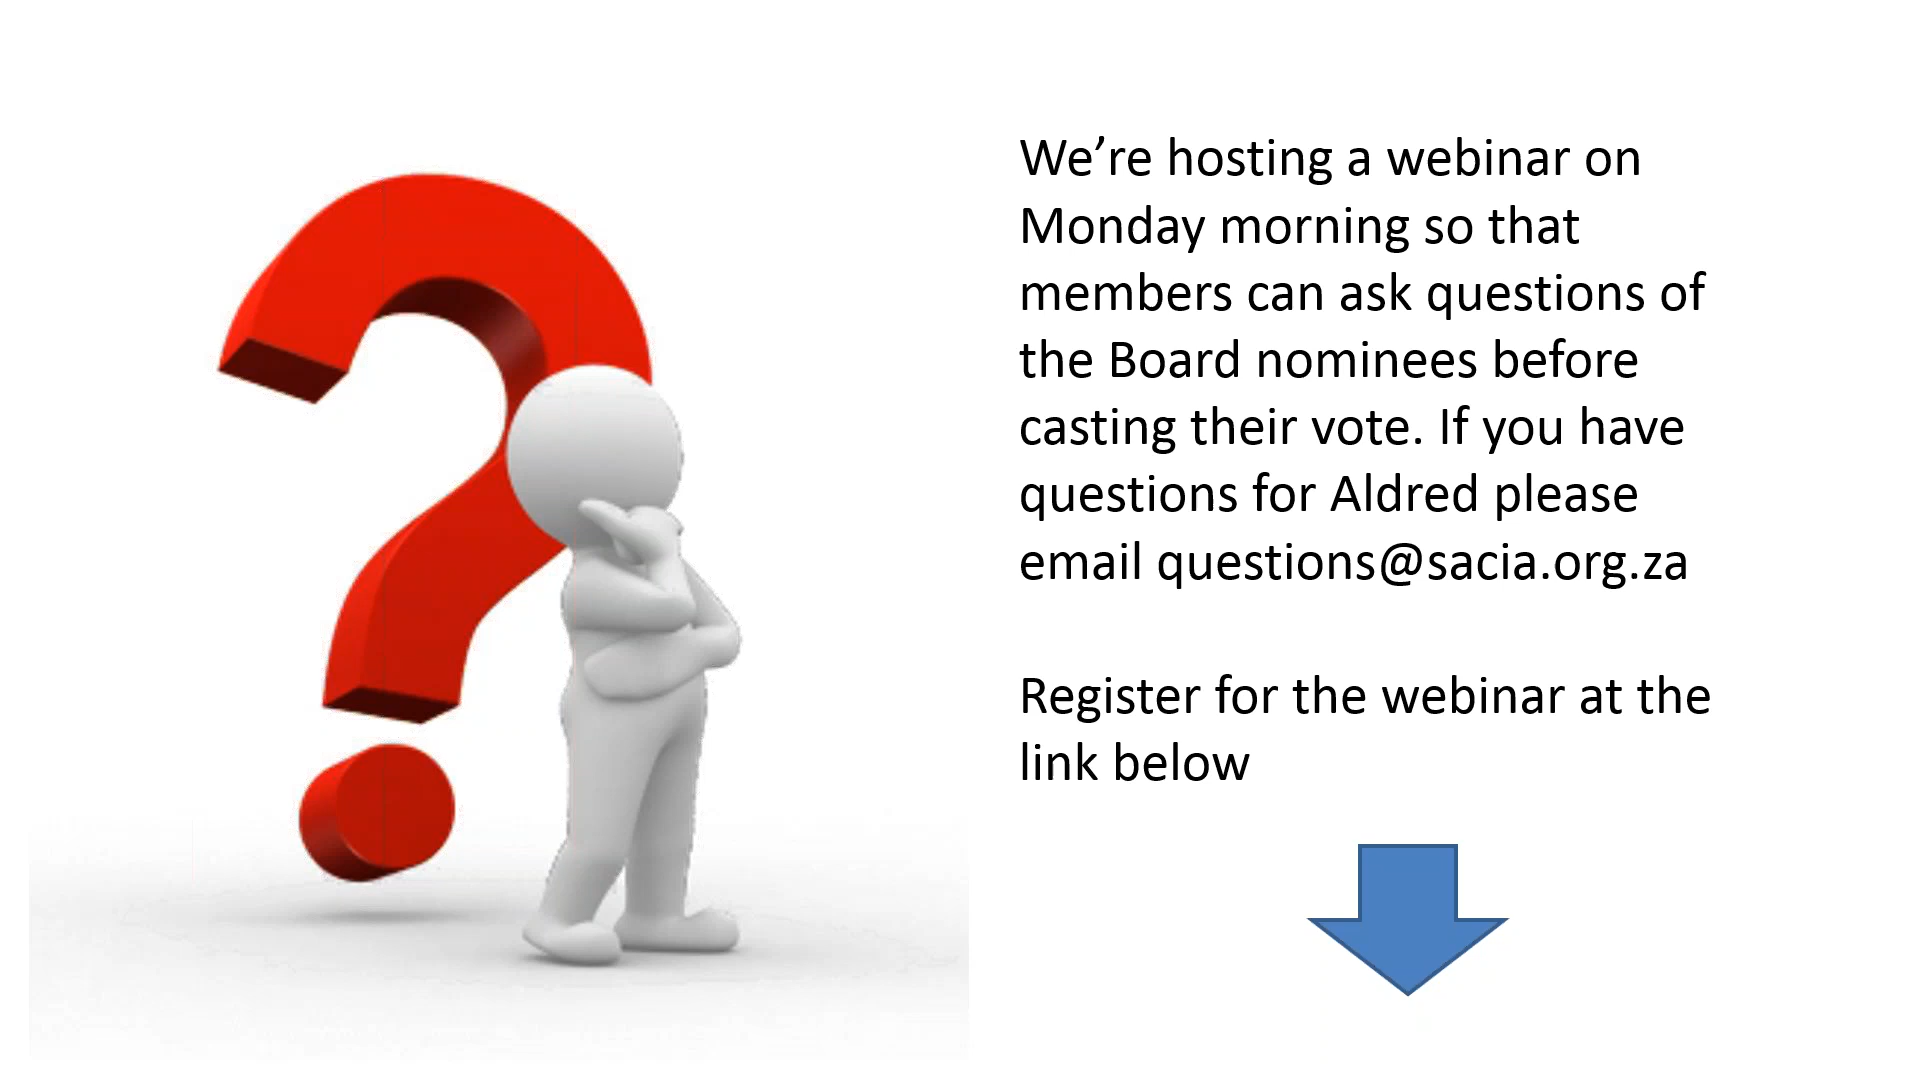 We’re hosting a webinar on
Monday morning so that
members can ask questions of
the Board nominees before
casting their vote. If you have
questions for Aldred please
email questions@sacia.org.za
Register for the webinar at the
link below